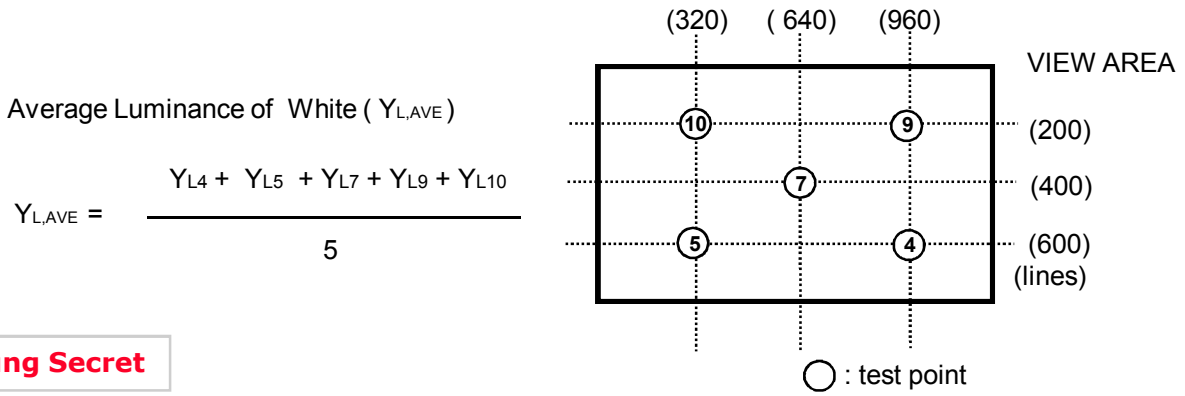 (320) ( 640) (960)
VIEW AREA
Average Luminance of White ( YL,AVE )
10 9 (200)
YL4 + YL5 + YL7 + YL9 + YL10
YL,AVE =
5
7 (400)
5 4 (600)
(lines)
Secret
: test point